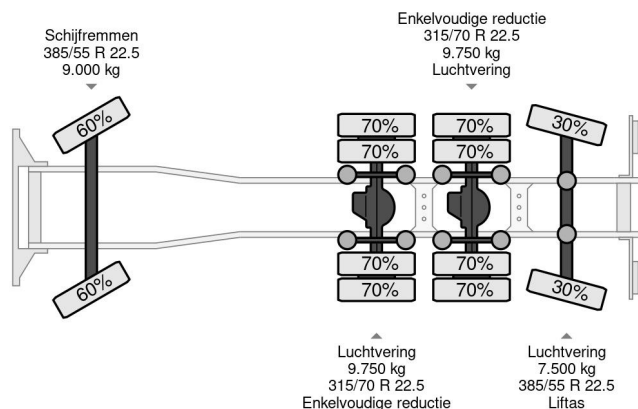 Enkelvoudige reductie
315/70 R 22.5
9.750 kg
Luchtvering
Schijfremmen
385/55 R 22.5
9.000 kg
60%
70%
70%
30%
70%
70%
60%
70%
70%
30%
70%
70%
Luchtvering
9.750 kg
315/70 R 22.5
Enkelvoudige reductie
Luchtvering
7.500 kg
385/55 R 22.5
Liftas